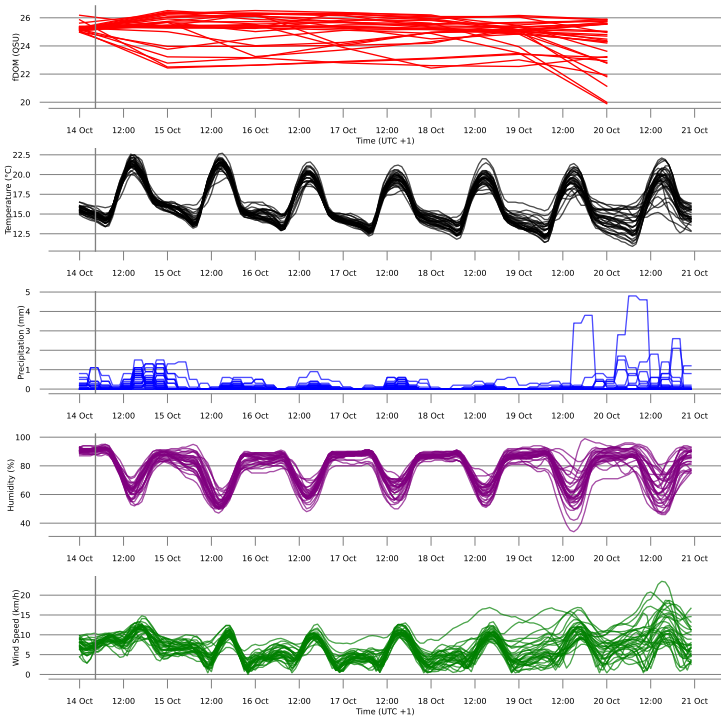 fDOM (QSU)
26
24
22
20
14 Oct 12:00 15 Oct 12:00 16 Oct 12:00 17 Oct 12:00 18 Oct 12:00 19 Oct 12:00 20 Oct 12:00 21 Oct
Time (UTC +1)
Temperature (°C)
22.5
20.0
17.5
15.0
12.5
14 Oct 12:00 15 Oct 12:00 16 Oct 12:00 17 Oct 12:00 18 Oct 12:00 19 Oct 12:00 20 Oct 12:00 21 Oct
Precipitation (mm)
5
4
3
2
1
0
14 Oct 12:00 15 Oct 12:00 16 Oct 12:00 17 Oct 12:00 18 Oct 12:00 19 Oct 12:00 20 Oct 12:00 21 Oct
Humidity (%)
100
80
60
40
14 Oct 12:00 15 Oct 12:00 16 Oct 12:00 17 Oct 12:00 18 Oct 12:00 19 Oct 12:00 20 Oct 12:00 21 Oct
Wind Speed (km/h)
20
15
10
5
0
14 Oct 12:00 15 Oct 12:00 16 Oct 12:00 17 Oct 12:00 18 Oct 12:00 19 Oct 12:00 20 Oct 12:00 21 Oct
Time (UTC +1)